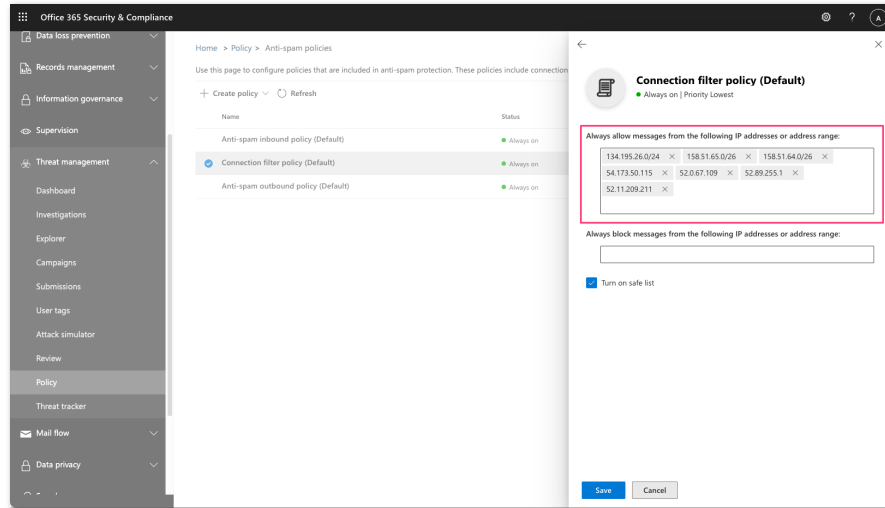 Office 365 Security & Compliance
?
A
Data loss prevention
Records management
Information governance
Supervision
Threat management
Dashboard
Investigations
Explorer
Campaigns
Submissions
User tags
Attack simulator
Review
Policy
Threat tracker
Mail flow
Data privacy
Home > Policy > Anti-spam policies
Use this page to configure policies that are included in anti-spam protection. These policies include connection
Create policy Refresh
Name Status
Anti-spam inbound policy (Default) Always on
Connection filter policy (Default) Always on
Anti-spam outbound policy (Default) Always on
Connection filter policy (Default)
Always on | Priority Lowest
Always allow messages from the following IP addresses or address range:
134.195.26.0/24 158.51.65.0/26 158.51.64.0/26
54.173.50.115 52.0.67.109 52.89.255.1
52.11.209.211
Always block messages from the following IP addresses or address range:
Turn on safe list
Save Cancel